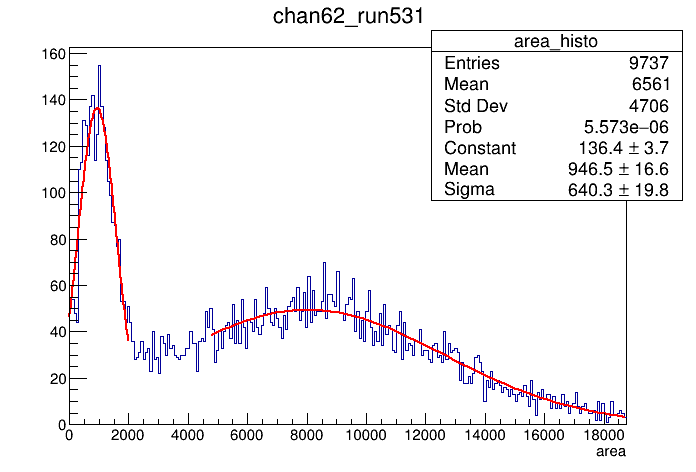 chan62_run531
area_histo
Entries 9737
Mean 6561
Std Dev 4706
Prob 5.573e−06
Constant 136.4 ± 3.7
Mean 946.5 ± 16.6
Sigma 640.3 ± 19.8
160
140
120
100
80
60
40
20
0
0 2000 4000 6000 8000 10000 12000 14000 16000 18000
area